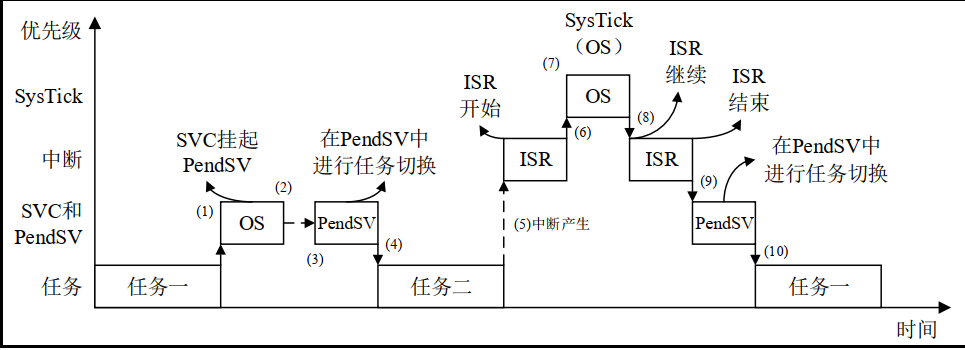 优先级
SysTick
（OS）
(7)
ISR
继续
ISR
结束
SysTick
ISR
开始
OS
(6)
(8)
SVC挂起
PendSV
在PendSV中
进行任务切换
中断
ISR
ISR
在PendSV中
进行任务切换
(9)
(2)
SVC和
PendSV
(1)
OS
PendSV
(3)
(4)
(5)中断产生
PendSV
(10)
任务
任务一
任务二
任务一
时间